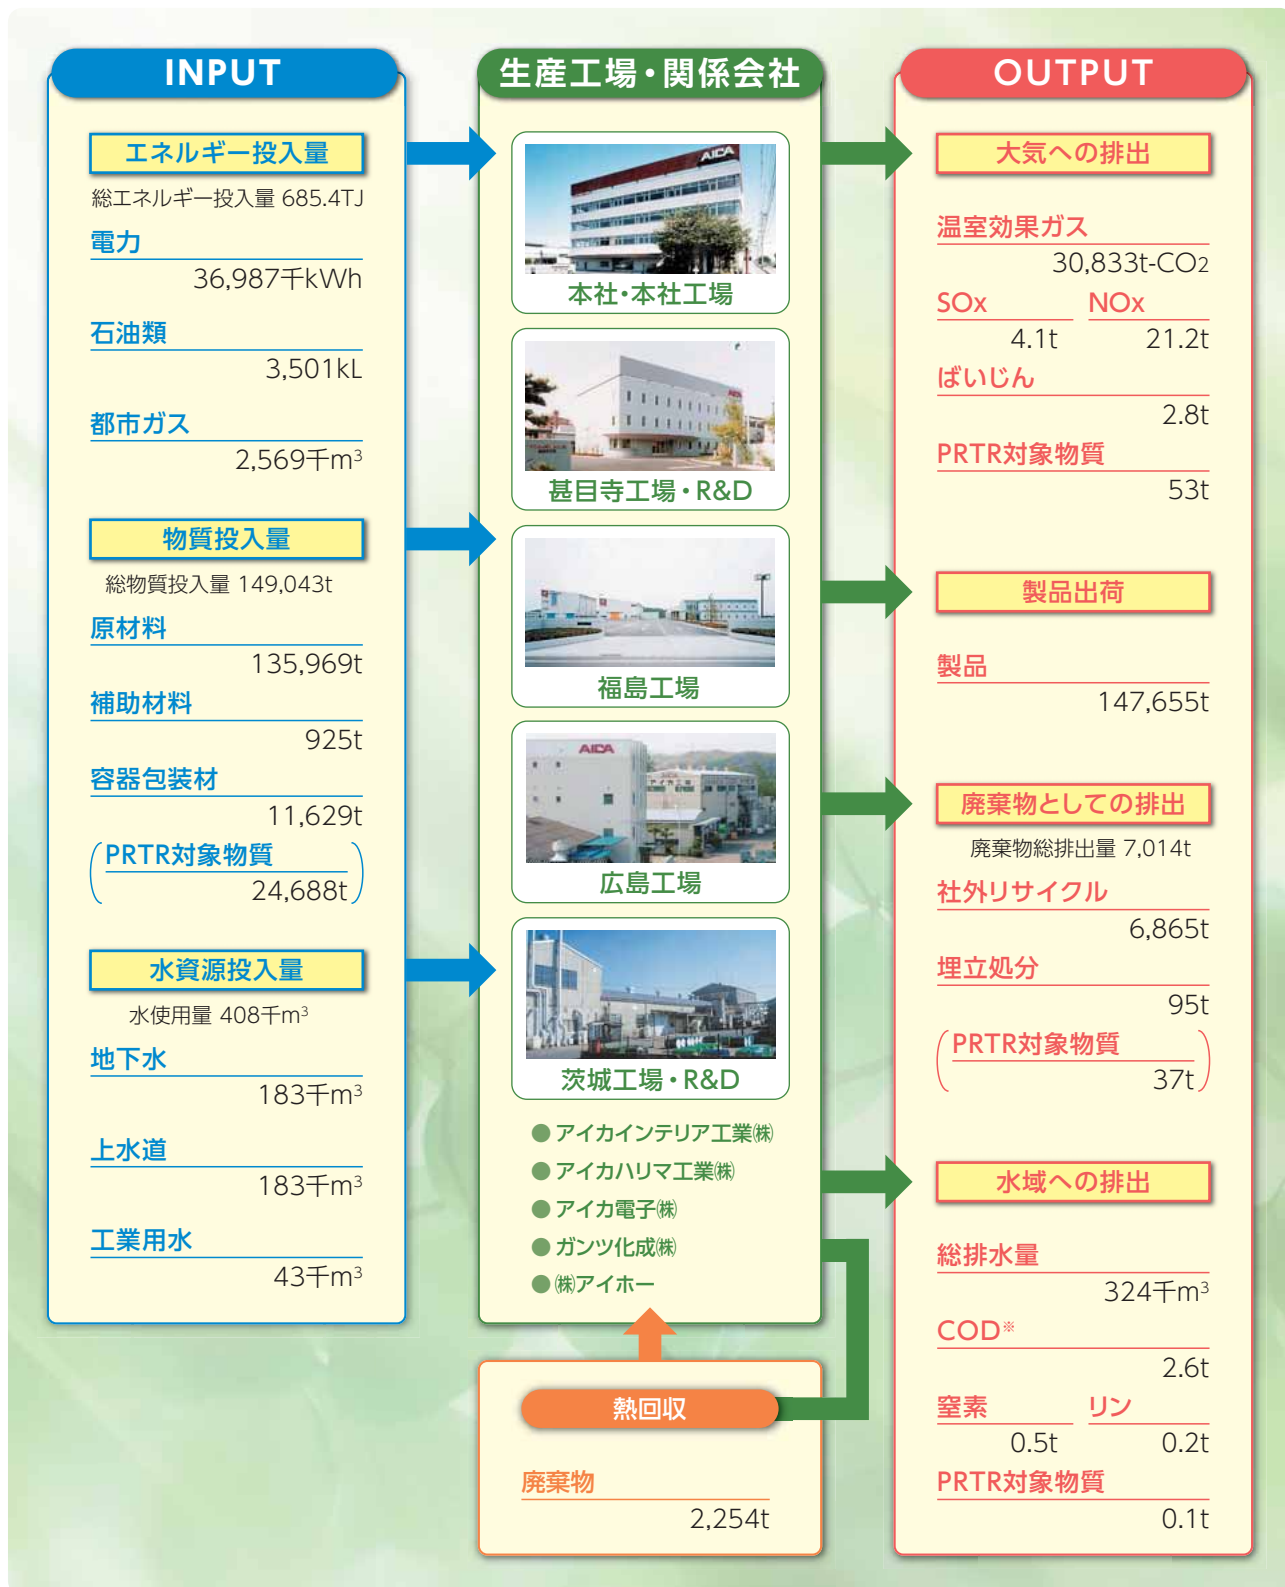 INPUT
エネルギー投入量
総エネルギー投入量 685.4TJ
電力
36,987千kWh
石油類
3,501kL
都市ガス
2,569千m³
物質投入量
総物質投入量 149,043t
原材料
135,969t
補助材料
925t
容器包装材
11,629t
(PRTR対象物質
24,688t)
水資源投入量
水使用量 408千m³
地下水
183千m³
上水道
183千m³
工業用水
43千m³
生産工場・関係会社
AICA
本社・本社工場
AICA
甚目寺工場・R&D
福島工場
AICA
AICA アイカ工業
広島工場
茨城工場・R&D
● アイカインテリア工業㈱
● アイカハリマ工業㈱
● アイカ電子㈱
● ガンツ化成㈱
● ㈱アイホー
熱回収
廃棄物
2,254t
OUTPUT
大気への排出
温室効果ガス
30,833t-CO2
SOx NOx
4.1t 21.2t
ばいじん
2.8t
PRTR対象物質
53t
製品出荷
製品
147,655t
廃棄物としての排出
廃棄物総排出量 7,014t
社外リサイクル
6,865t
埋立処分
95t
(PRTR対象物質
37t)
水域への排出
総排水量
324千m³
COD※
2.6t
窒素 リン
0.5t 0.2t
PRTR対象物質
0.1t